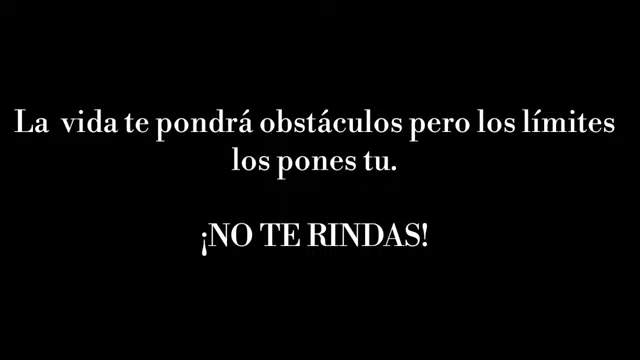 La vida te pondrá obstáculos pero los límites
los pones tu.
¡NO TE RINDAS!